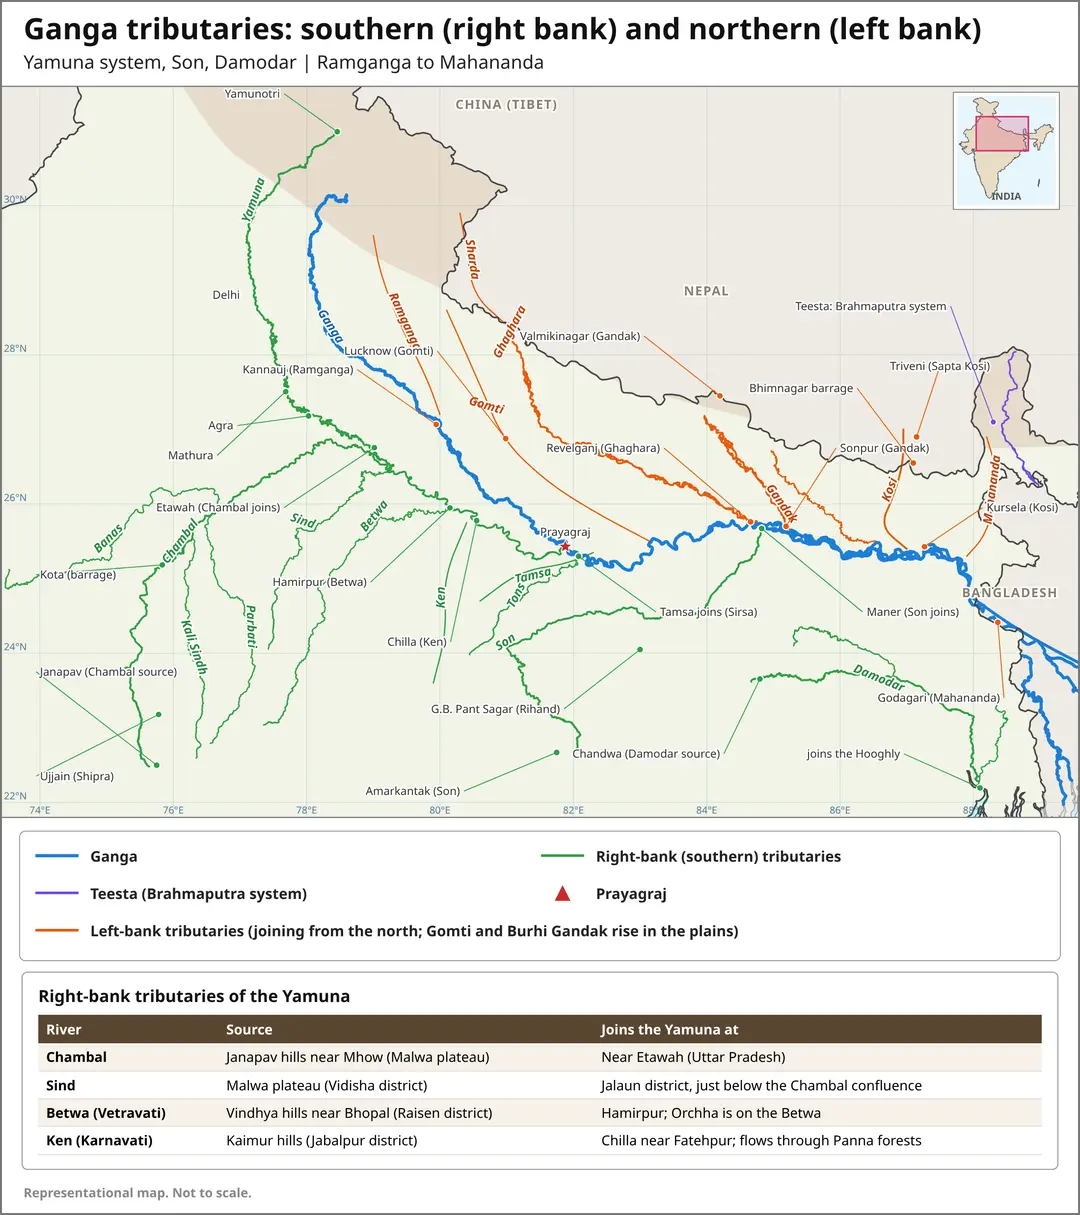 Ganga tributaries: southern (right bank) and northern (left bank)
Yamuna system, Son, Damodar | Ramganga to Mahananda
Yamunotri
CHINA (TIBET)
INDIA
30°N
Yamuna
Sharda
Delhi
NEPAL
Teesta: Brahmaputra system
Ganga
Ramganga
Ghaghara
Valmikinagar (Gandak)
28°N
Lucknow (Gomti)
Kannauj (Ramganga)
Triveni (Sapta Kosi)
Bhimnagar barrage
Gomti
Agra
Mathura
Revelganj (Ghaghara)
Sonpur (Gandak)
26°N
Etawah (Chambal joins)
Gandak
Kosi
Mahananda
Kursela (Kosi)
Banas
Chambal
Sind
Betwa
Prayagraj
Kota (barrage)
Hamirpur (Betwa)
Ken
Tamsa
Tons
BANGLADESH
Tamsa joins (Sirsa)
Maner (Son joins)
Kali Sindh
Parbati
Chilla (Ken)
Son
24°N
Janapav (Chambal source)
Damodar
Godagari (Mahananda)
G.B. Pant Sagar (Rihand)
Chandwa (Damodar source)
joins the Hooghly
Ujjain (Shipra)
Amarkantak (Son)
22°N
74°E
76°E
78°E
80°E
82°E
84°E
86°E
88°E
Ganga
Right-bank (southern) tributaries
Teesta (Brahmaputra system)
Prayagraj
Left-bank tributaries (joining from the north; Gomti and Burhi Gandak rise in the plains)
Right-bank tributaries of the Yamuna
River Source Joins the Yamuna at
Chambal Janapav hills near Mhow (Malwa plateau) Near Etawah (Uttar Pradesh)
Sind Malwa plateau (Vidisha district) Jalaun district, just below the Chambal confluence
Betwa (Vetravati) Vindhya hills near Bhopal (Raisen district) Hamirpur; Orchha is on the Betwa
Ken (Karnavati) Kaimur hills (Jabalpur district) Chilla near Fatehpur; flows through Panna forests
Representational map. Not to scale.